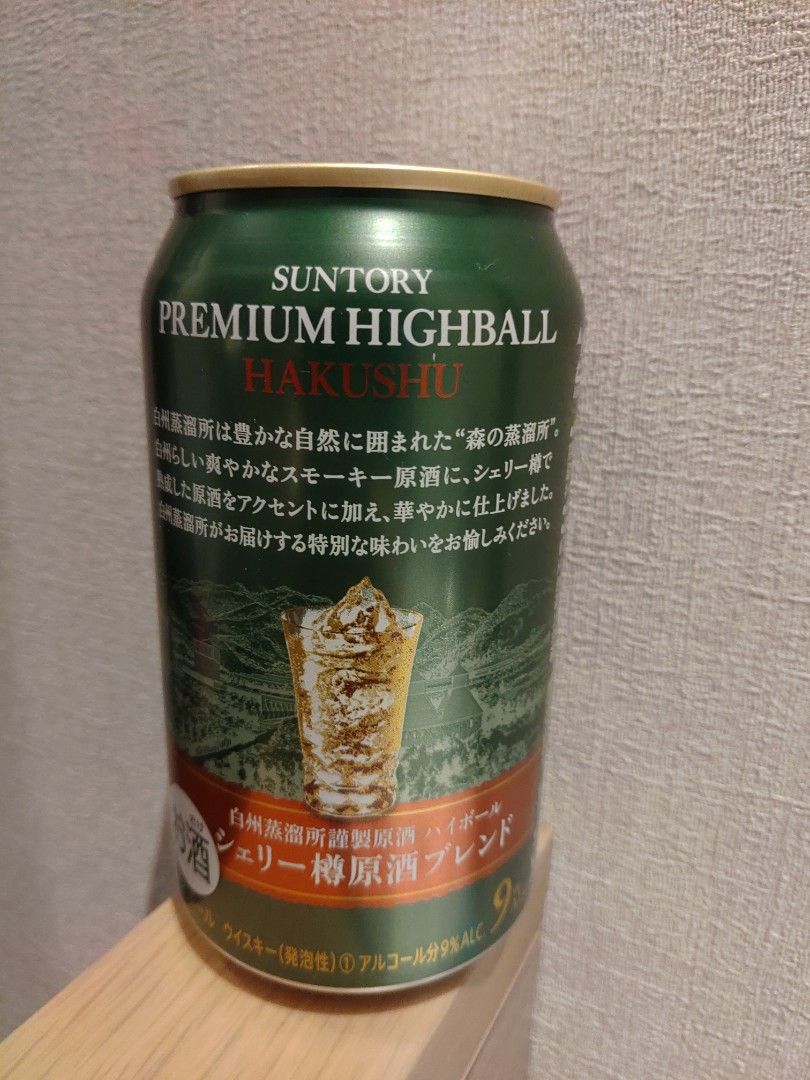 SUNTORY
PREMIUM HIGHBALL
HAKUSHU
白州蒸溜所は豊かな自然に囲まれた“森の蒸溜所”。
白州らしい爽やかなスモーキー原酒に、シェリー樽で
熟成した原酒をアクセントに加え、華やかに仕上げました。
白州蒸溜所がお届けする特別な味わいをお愉しみください。
白州蒸溜所謹製原酒 ハイボール
シェリー樽原酒ブレンド
お酒
ウイスキー(発泡性)① アルコール分9%ALC.
9%